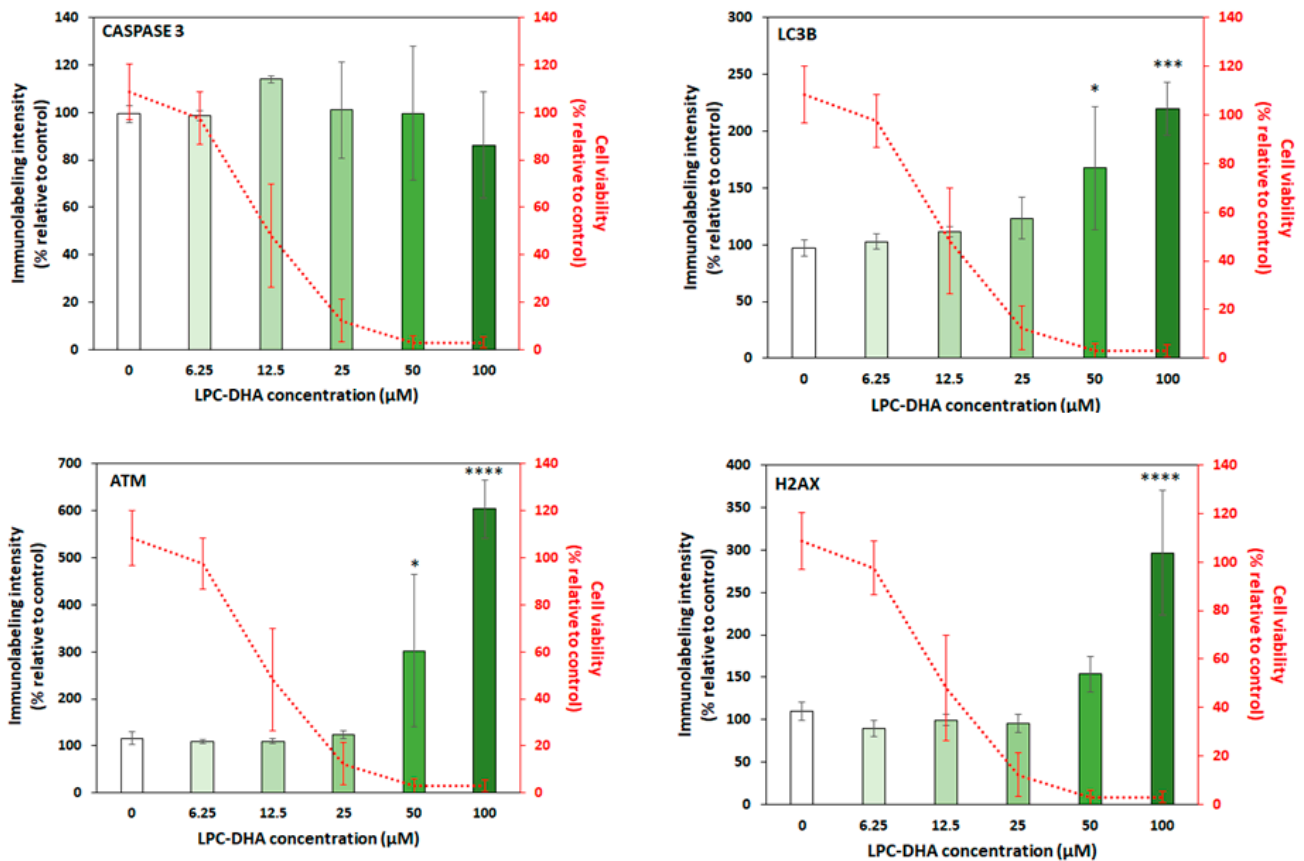 CASPASE 3
Immunolabeling intensity
(% relative to control)
140
120
100
80
60
40
20
0
140
120
100
80
60
40
20
0
Cell viability
(% relative to control)
0 6.25 12.5 25 50 100
LPC-DHA concentration (µM)
LC3B
Immunolabeling intensity
(% relative to control)
300
250
200
150
100
50
0
*
***
140
120
100
80
60
40
20
0
Cell viability
(% relative to control)
0 6.25 12.5 25 50 100
LPC-DHA concentration (µM)
ATM
Immunolabeling intensity
(% relative to control)
700
600
500
400
300
200
100
0
*
****
140
120
100
80
60
40
20
0
Cell viability
(% relative to control)
0 6.25 12.5 25 50 100
LPC-DHA concentration (µM)
H2AX
Immunolabeling intensity
(% relative to control)
400
350
300
250
200
150
100
50
0
****
140
120
100
80
60
40
20
0
Cell viability
(% relative to control)
0 6.25 12.5 25 50 100
LPC-DHA concentration (µM)